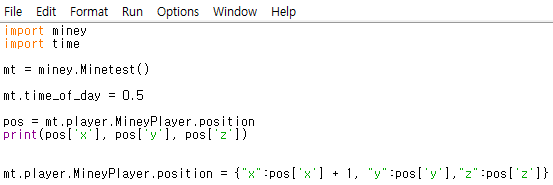 File Edit Format Run Options Window Help
import miney
import time
mt = miney.Minetest()
mt.time_of_day = 0.5
pos = mt.player.MineyPlayer.position
print(pos['x'], pos['y'], pos['z'])
mt.player.MineyPlayer.position = {"x":pos['x'] + 1, "y":pos['y'],"z":pos['z']}